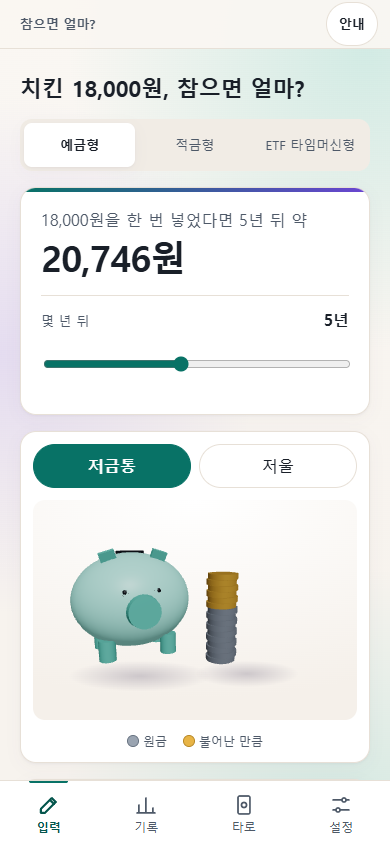 참으면 얼마?
안내
치킨 18,000원, 참으면 얼마?
예금형
적금형
ETF 타임머신형
18,000원을 한 번 넣었다면 5년 뒤 약
20,746원
몇 년 뒤
5년
저금통
저울
원금
불어난 만큼
입력
기록
타로
설정